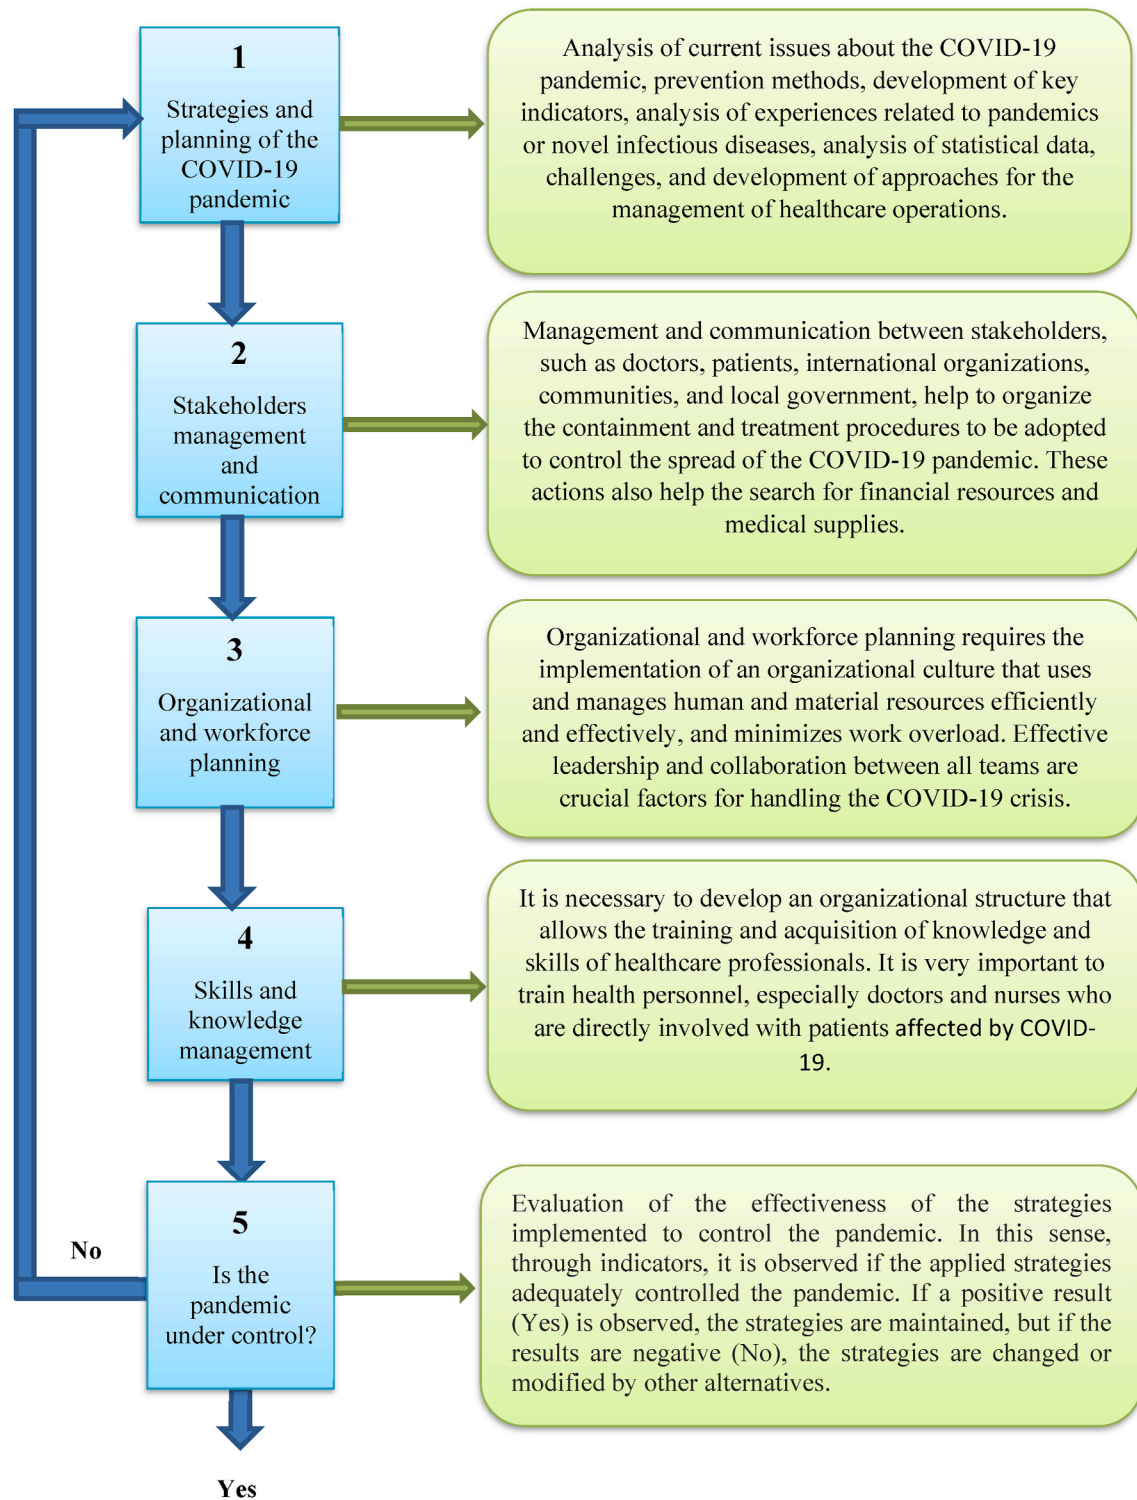 1
Strategies and
planning of the
COVID-19
pandemic
Analysis of current issues about the COVID-19
pandemic, prevention methods, development of key
indicators, analysis of experiences related to pandemics
or novel infectious diseases, analysis of statistical data,
challenges, and development of approaches for the
management of healthcare operations.
2
Stakeholders
management
and
communication
Management and communication between stakeholders,
such as doctors, patients, international organizations,
communities, and local government, help to organize
the containment and treatment procedures to be adopted
to control the spread of the COVID-19 pandemic. These
actions also help the search for financial resources and
medical supplies.
3
Organizational
and workforce
planning
Organizational and workforce planning requires the
implementation of an organizational culture that uses
and manages human and material resources efficiently
and effectively, and minimizes work overload. Effective
leadership and collaboration between all teams are
crucial factors for handling the COVID-19 crisis.
4
Skills and
knowledge
management
It is necessary to develop an organizational structure that
allows the training and acquisition of knowledge and
skills of healthcare professionals. It is very important to
train health personnel, especially doctors and nurses who
are directly involved with patients affected by COVID-
19.
5
Is the
pandemic
under control?
Evaluation of the effectiveness of the strategies
implemented to control the pandemic. In this sense,
through indicators, it is observed if the applied strategies
adequately controlled the pandemic. If a positive result
(Yes) is observed, the strategies are maintained, but if the
results are negative (No), the strategies are changed or
modified by other alternatives.
No
Yes